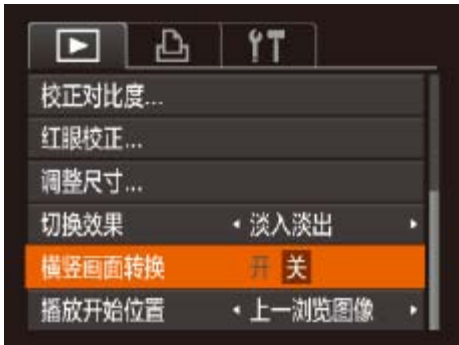 校正对比度...
红眼校正...
调整尺寸...
切换效果 淡入淡出
横竖画面转换 开 关
播放开始位置 上一浏览图像